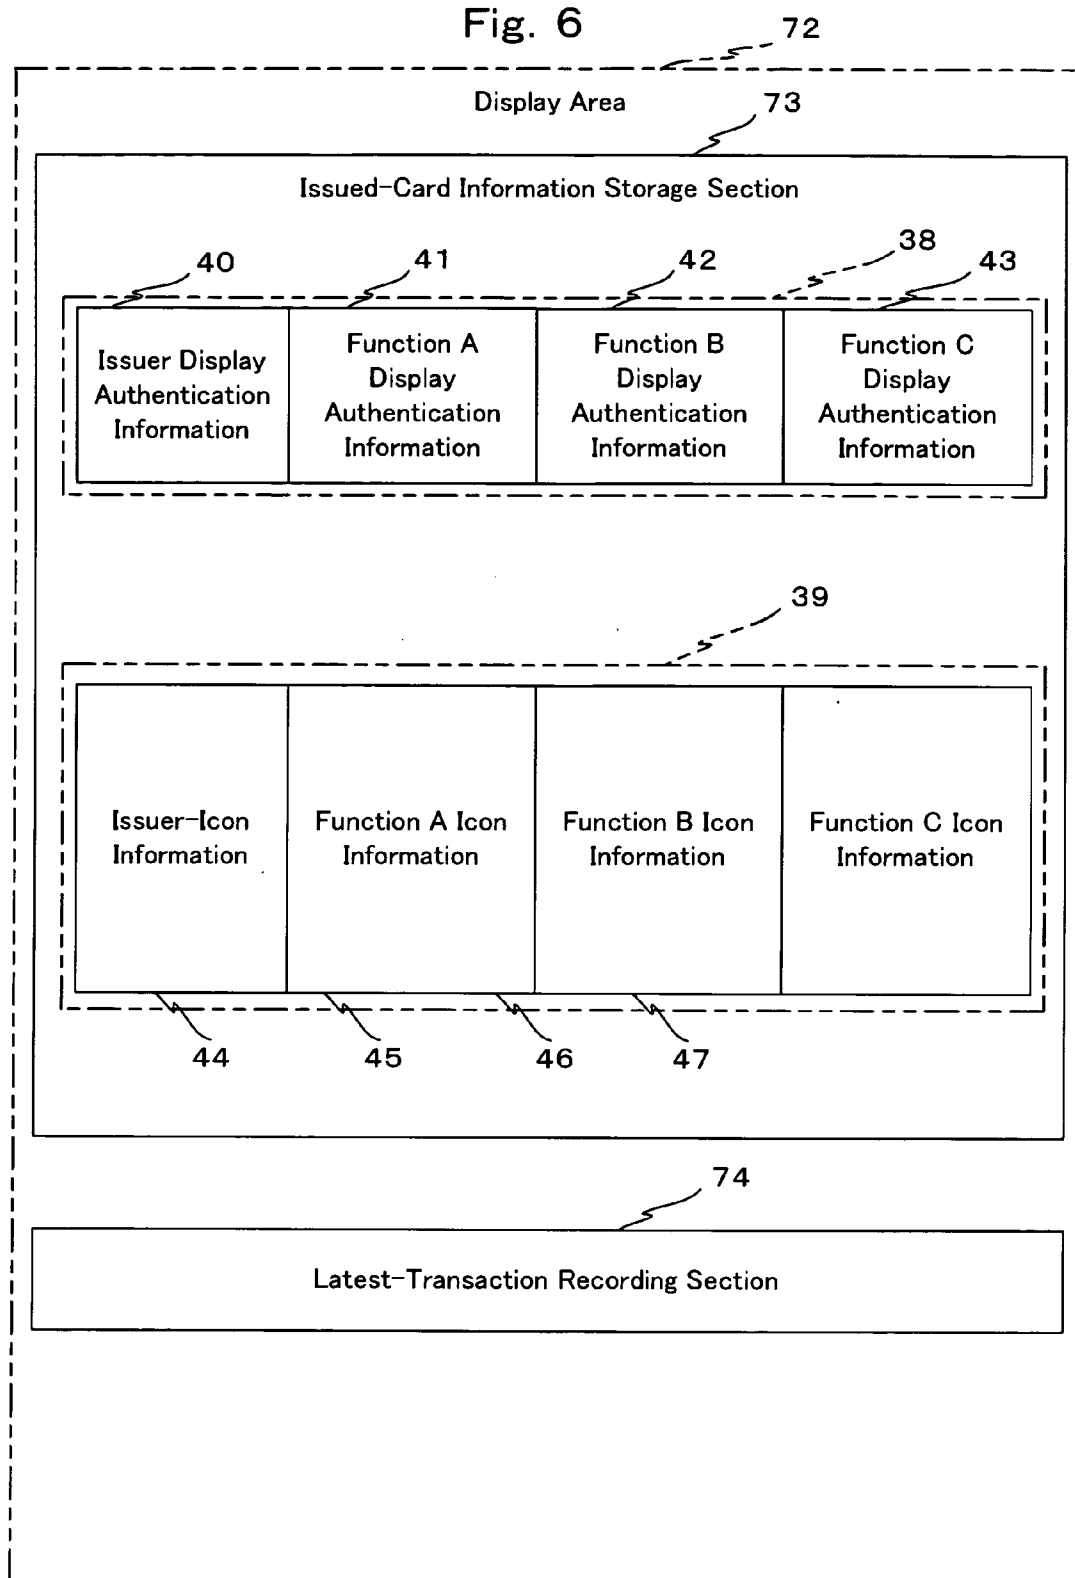 Fig. 6
72
Display Area
73
Issued-Card Information Storage Section
38
40
41
42
43
Issuer Display
Authentication
Information
Function A
Display
Authentication
Information
Function B
Display
Authentication
Information
Function C
Display
Authentication
Information
39
Issuer-Icon
Information
Function A Icon
Information
Function B Icon
Information
Function C Icon
Information
44
45
46
47
74
Latest-Transaction Recording Section